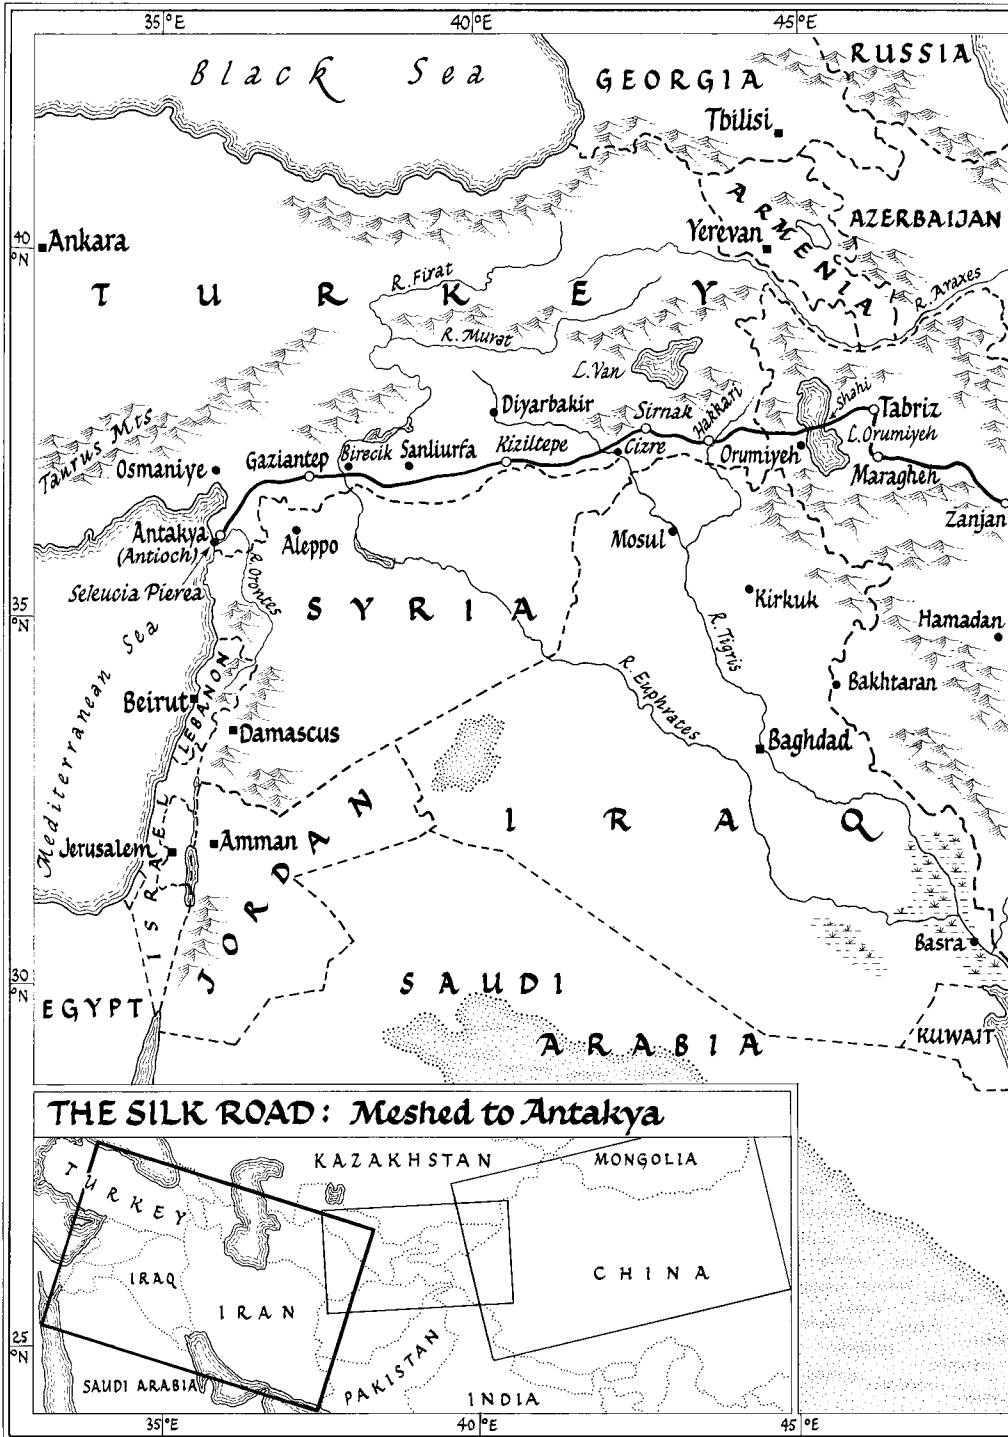 35°E 40°E 45°E
Black Sea
RUSSIA
GEORGIA
Tbilisi
ARMENIA
AZERBAIJAN
Yerevan
40°N
Ankara
R. Firat
TURKEY
R. Araxes
R. Murat
L. Van
Shahi
Diyarbakir
Sirnak
Hakkari
Tabriz
Taurus Mts
L. Orumiyeh
Osmaniye
Gaziantep
Birecik
Sanliurfa
Kiziltepe
Cizre
Orumiyeh
Maragheh
Zanjan
Antakya
(Antioch)
Aleppo
Mosul
R. Orontes
Seleucia Pierea
Kirkuk
35°N
SYRIA
Hamadan
R. Tigris
Mediterranean Sea
LEBANON
R. Euphrates
Bakhtaran
Beirut
Damascus
Baghdad
ISRAEL
JORDAN
IRAQ
Jerusalem
Amman
Basra
30°N
EGYPT
SAUDI
ARABIA
KUWAIT
THE SILK ROAD: Meshed to Antakya
TURKEY
KAZAKHSTAN
MONGOLIA
IRAQ
IRAN
CHINA
25°N
SAUDI ARABIA
PAKISTAN
INDIA
35°E 40°E 45°E